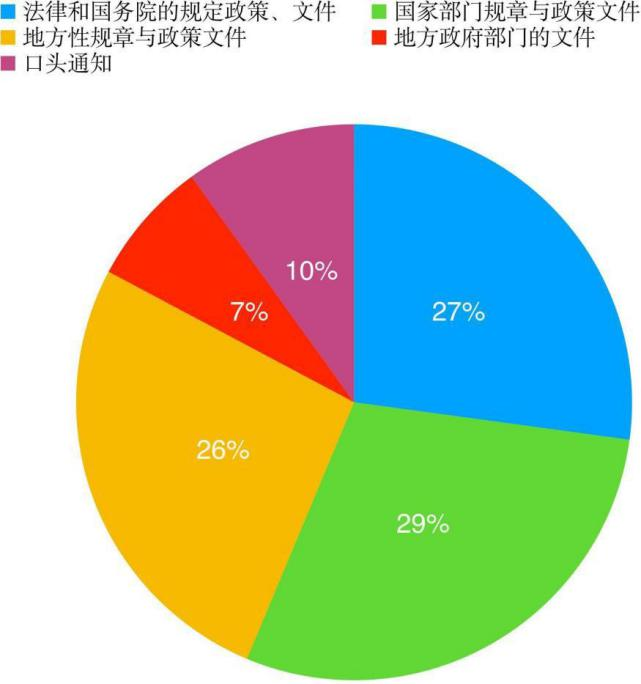 法律和国务院的规定政策、文件
国家部门规章与政策文件
地方性规章与政策文件
地方政府部门的文件
口头通知
10%
27%
7%
26%
29%